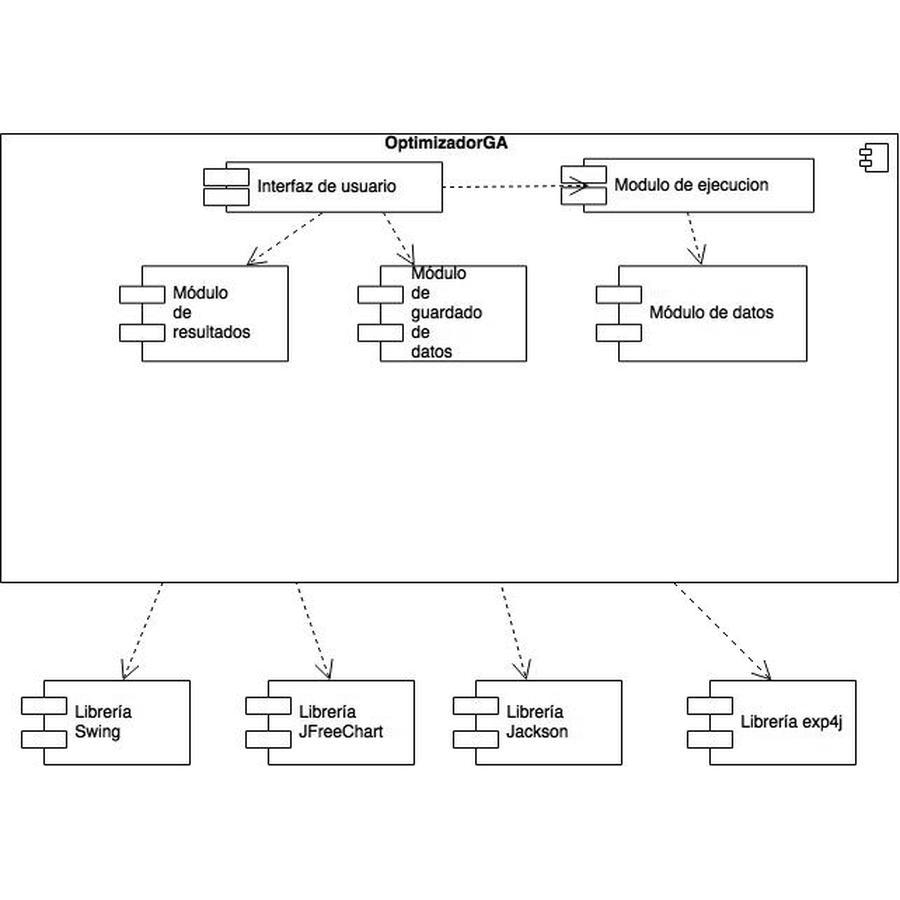 OptimizadorGA
Interfaz de usuario
Modulo de ejecucion
Módulo
de
resultados
Módulo
de
guardado
de
datos
Módulo de datos
Librería
Swing
Librería
JFreeChart
Librería
Jackson
Librería exp4j